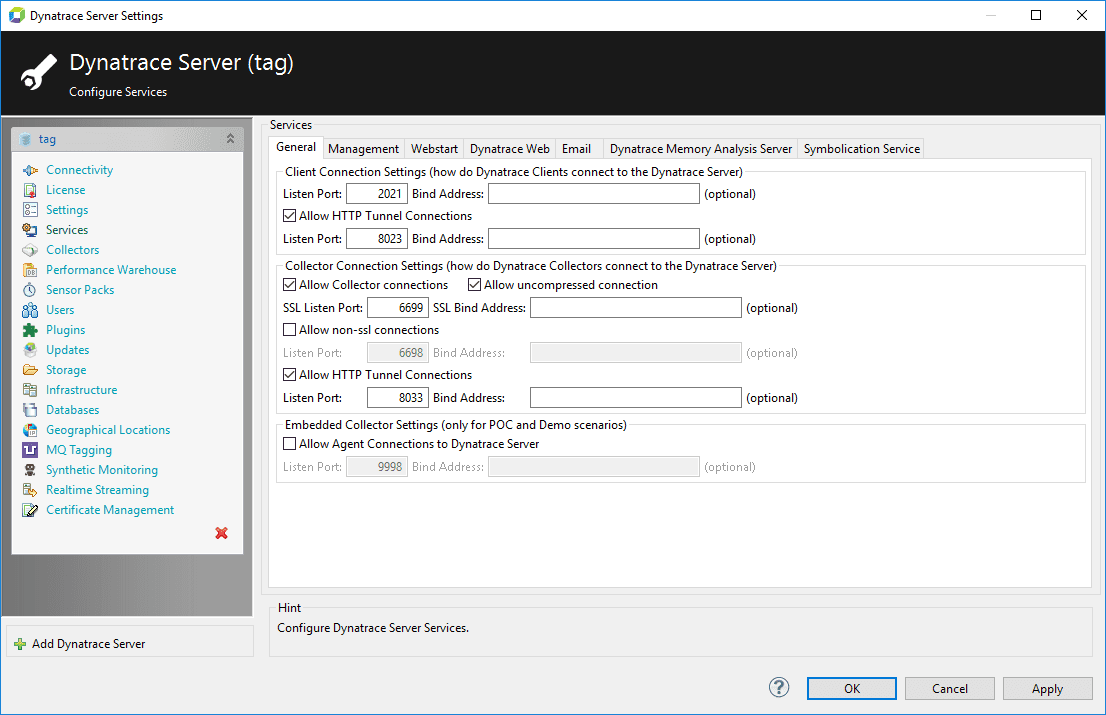 Dynatrace Server Settings
Dynatrace Server (tag)
Configure Services
tag
Connectivity
License
Settings
Services
Collectors
Performance Warehouse
Sensor Packs
Users
Plugins
Updates
Storage
Infrastructure
Databases
Geographical Locations
MQ Tagging
Synthetic Monitoring
Realtime Streaming
Certificate Management
Add Dynatrace Server
Services
General Management Webstart Dynatrace Web Email Dynatrace Memory Analysis Server Symbolication Service
Client Connection Settings (how do Dynatrace Clients connect to the Dynatrace Server)
Listen Port: 2021 Bind Address: (optional)
Allow HTTP Tunnel Connections
Listen Port: 8023 Bind Address: (optional)
Collector Connection Settings (how do Dynatrace Collectors connect to the Dynatrace Server)
Allow Collector connections Allow uncompressed connection
SSL Listen Port: 6699 SSL Bind Address: (optional)
Allow non-ssl connections
Listen Port: 6698 Bind Address: (optional)
Allow HTTP Tunnel Connections
Listen Port: 8033 Bind Address: (optional)
Embedded Collector Settings (only for POC and Demo scenarios)
Allow Agent Connections to Dynatrace Server
Listen Port: 9998 Bind Address: (optional)
Hint
Configure Dynatrace Server Services.
? OK Cancel Apply